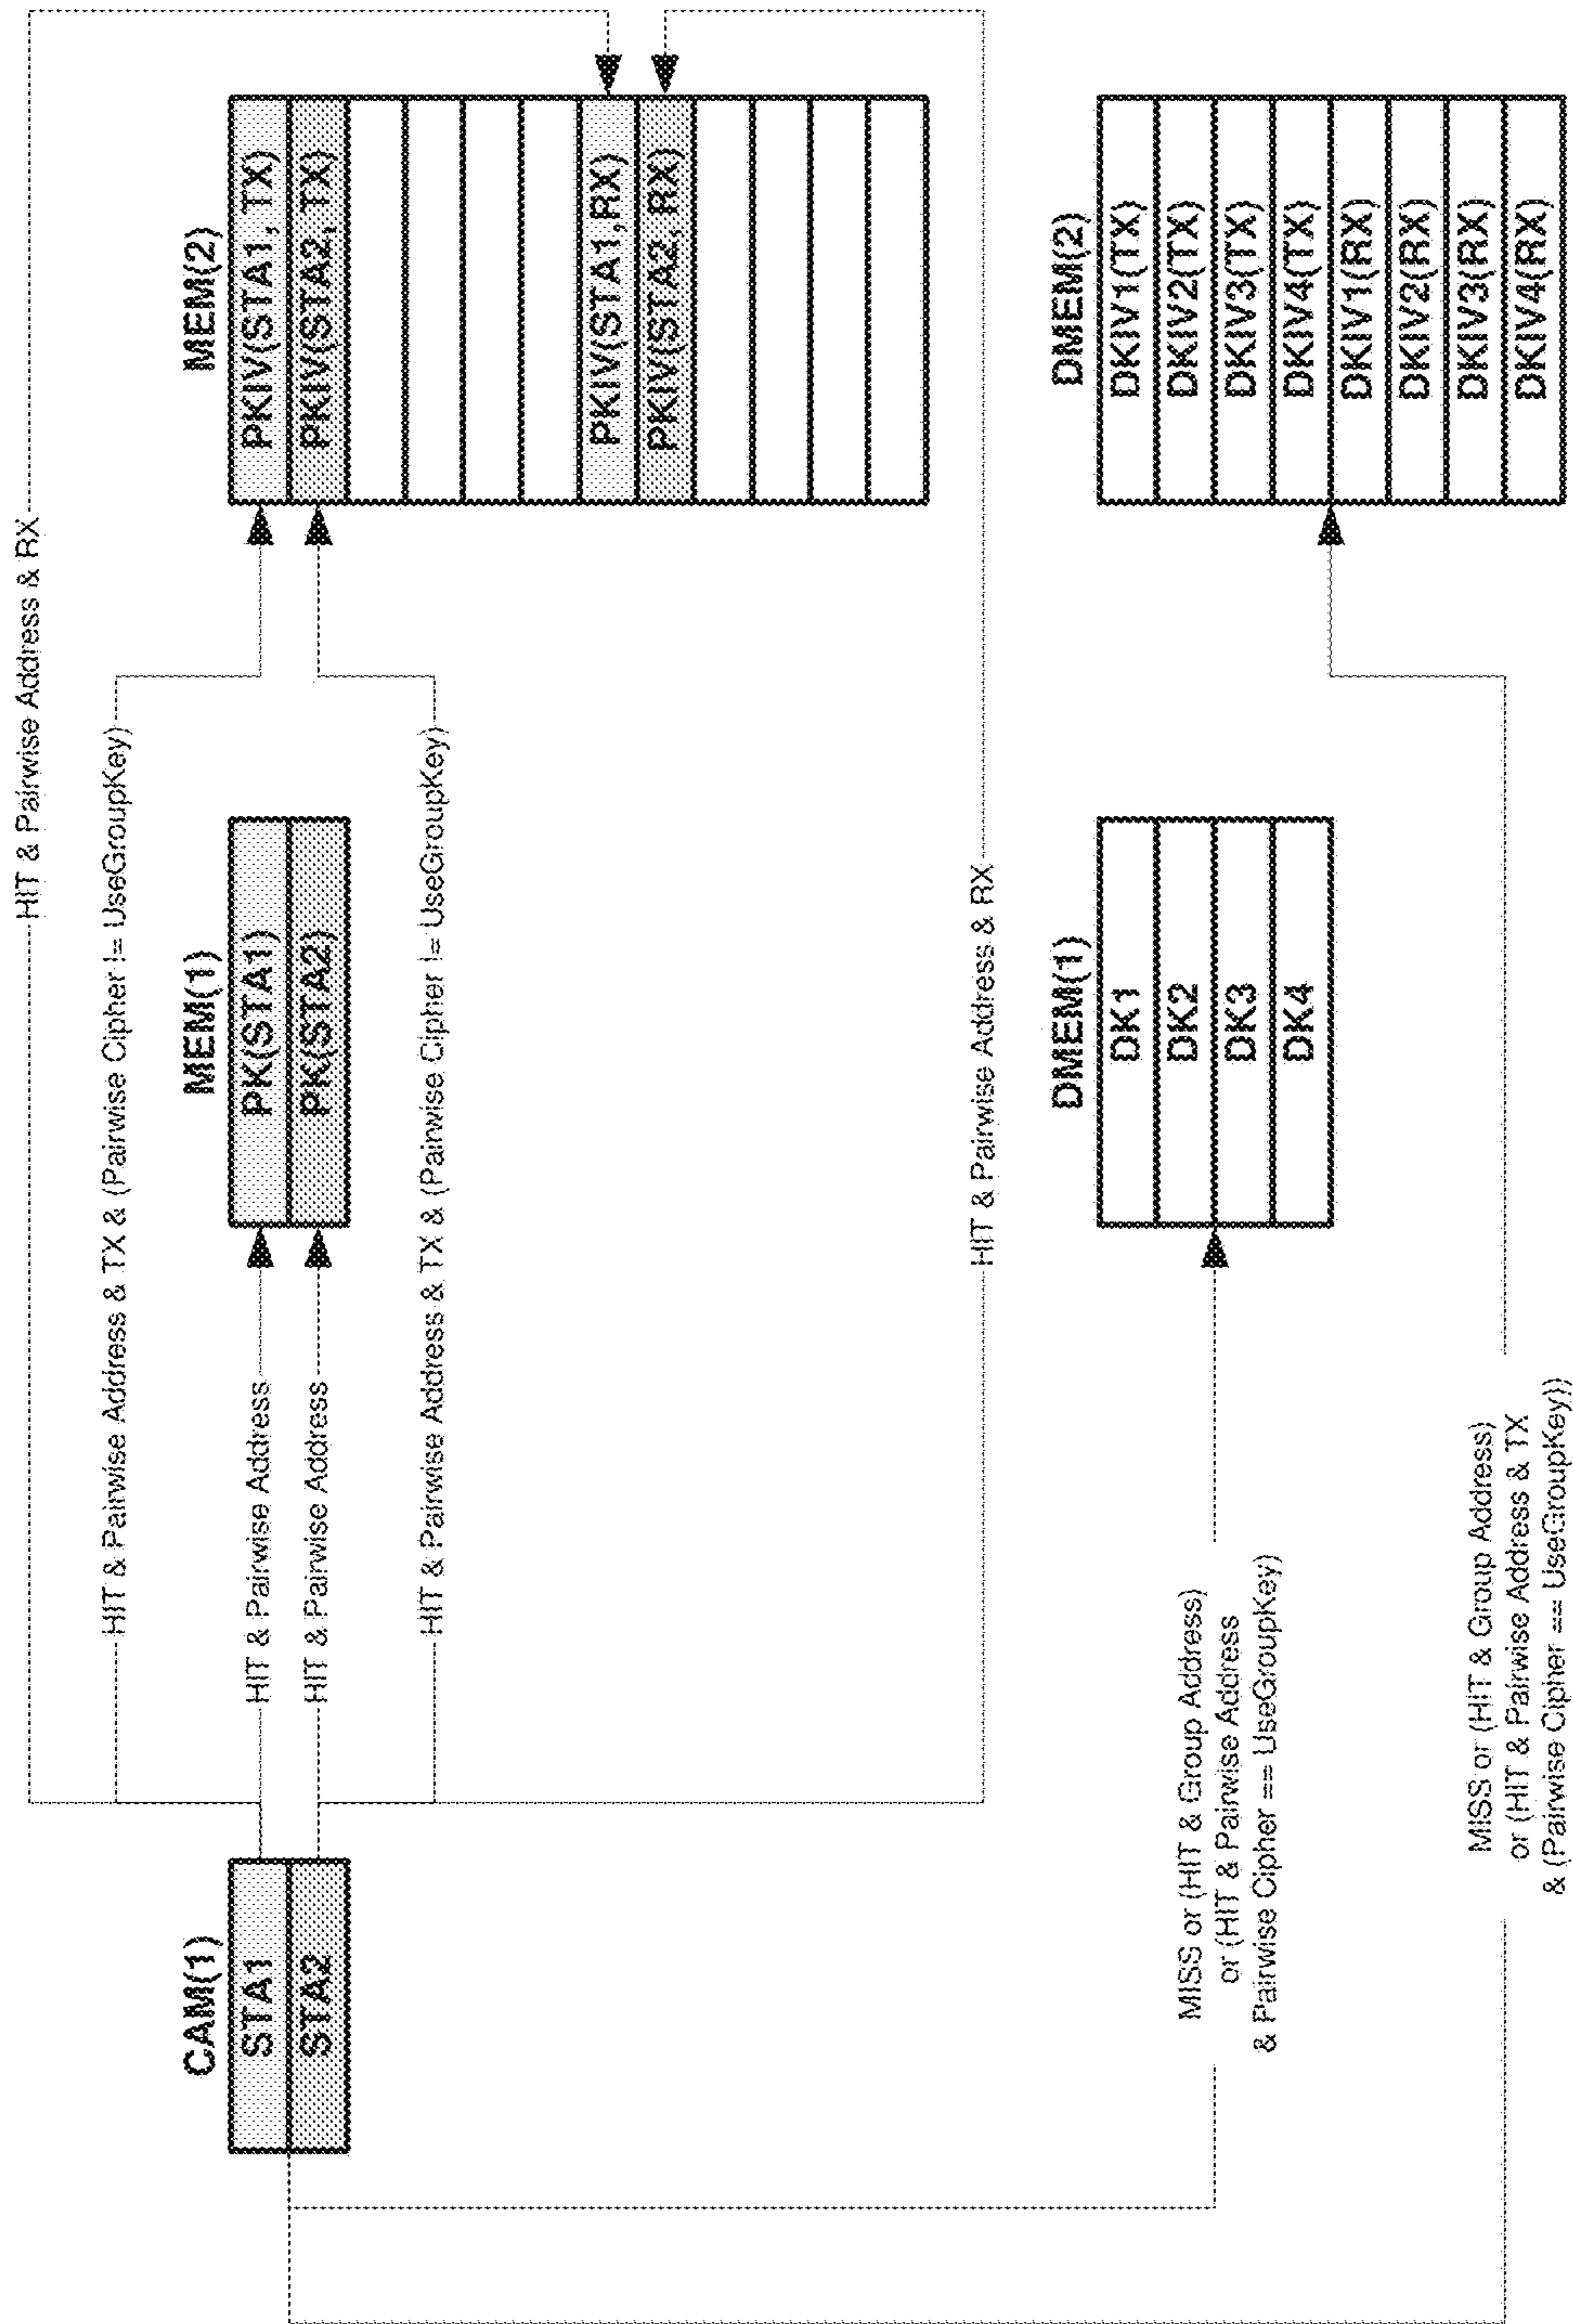 HIT & Pairwise Address & RX
HIT & Pairwise Address & TX & (Pairwise Cipher != UseGroupKey)
CAM(1)
STA1
STA2
HIT & Pairwise Address
HIT & Pairwise Address
MEM(1)
PK(STA1)
PK(STA2)
MEM(2)
PKIV(STA1, TX)
PKIV(STA2, TX)
PKIV(STA1,RX)
PKIV(STA2, RX)
HIT & Pairwise Address & TX & (Pairwise Cipher != UseGroupKey)
HIT & Pairwise Address & RX
MISS or (HIT & Group Address)
or (HIT & Pairwise Address
& Pairwise Cipher == UseGroupKey)
DMEM(1)
DK1
DK2
DK3
DK4
DMEM(2)
DKIV1(TX)
DKIV2(TX)
DKIV3(TX)
DKIV4(TX)
DKIV1(RX)
DKIV2(RX)
DKIV3(RX)
DKIV4(RX)
MISS or (HIT & Group Address)
or (HIT & Pairwise Address & TX
& (Pairwise Cipher == UseGroupKey))